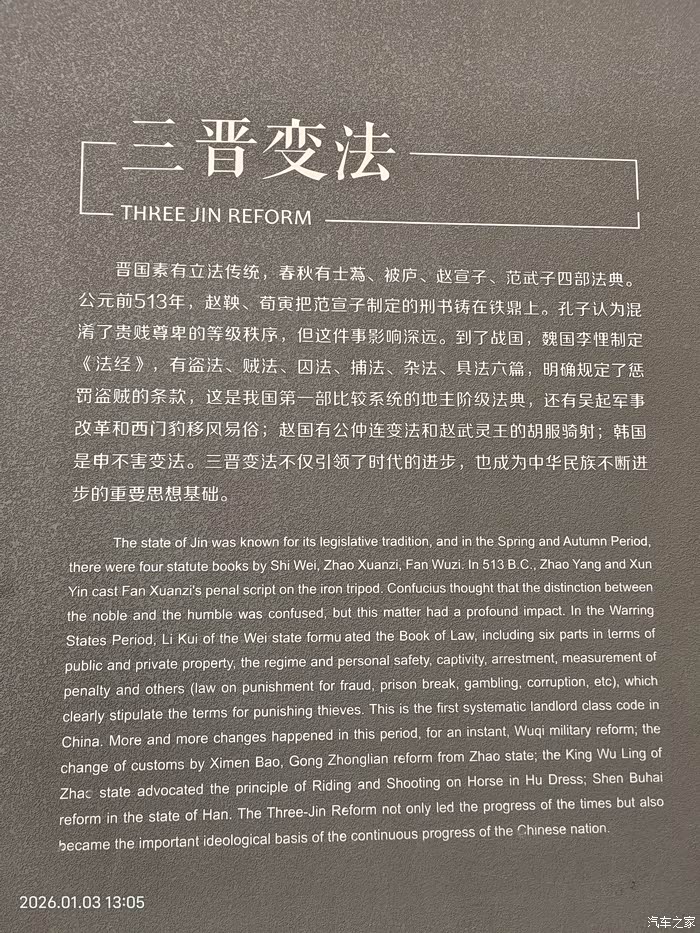 三晋变法
THREE JIN REFORM
晋国素有立法传统，春秋有士蒍、被庐、赵宣子、范武子四部法典。
公元前513年，赵鞅、荀寅把范宣子制定的刑书铸在铁鼎上。孔子认为混
淆了贵贱尊卑的等级秩序，但这件事影响深远。到了战国，魏国李悝制定
《法经》，有盗法、贼法、囚法、捕法、杂法、具法六篇，明确规定了惩
罚盗贼的条款，这是我国第一部比较系统的地主阶级法典，还有吴起军事
改革和西门豹移风易俗；赵国有公仲连变法和赵武灵王的胡服骑射；韩国
是申不害变法。三晋变法不仅引领了时代的进步，也成为中华民族不断进
步的重要思想基础。
The state of Jin was known for its legislative tradition, and in the Spring and Autumn Period,
there were four statute books by Shi Wei, Zhao Xuanzi, Fan Wuzi. In 513 B.C., Zhao Yang and Xun
Yin cast Fan Xuanzi's penal script on the iron tripod. Confucius thought that the distinction between
the noble and the humble was confused, but this matter had a profound impact. In the Warring
States Period, Li Kui of the Wei state formu ated the Book of Law, including six parts in terms of
public and private property, the regime and personal safety, captivity, arrestment, measurement of
penalty and others (law on punishment for fraud, prison break, gambling, corruption, etc), which
clearly stipulate the terms for punishing thieves. This is the first systematic landlord class code in
China. More and more changes happened in this period, for an instant, Wuqi military reform; the
change of customs by Ximen Bao, Gong Zhonglian reform from Zhao state; the King Wu Ling of
Zhao state advocated the principle of Riding and Shooting on Horse in Hu Dress; Shen Buhai
reform in the state of Han. The Three-Jin Reform not only led the progress of the times but also
became the important ideological basis of the continuous progress of the Chinese nation.
2026.01.03 13:05
汽车之家